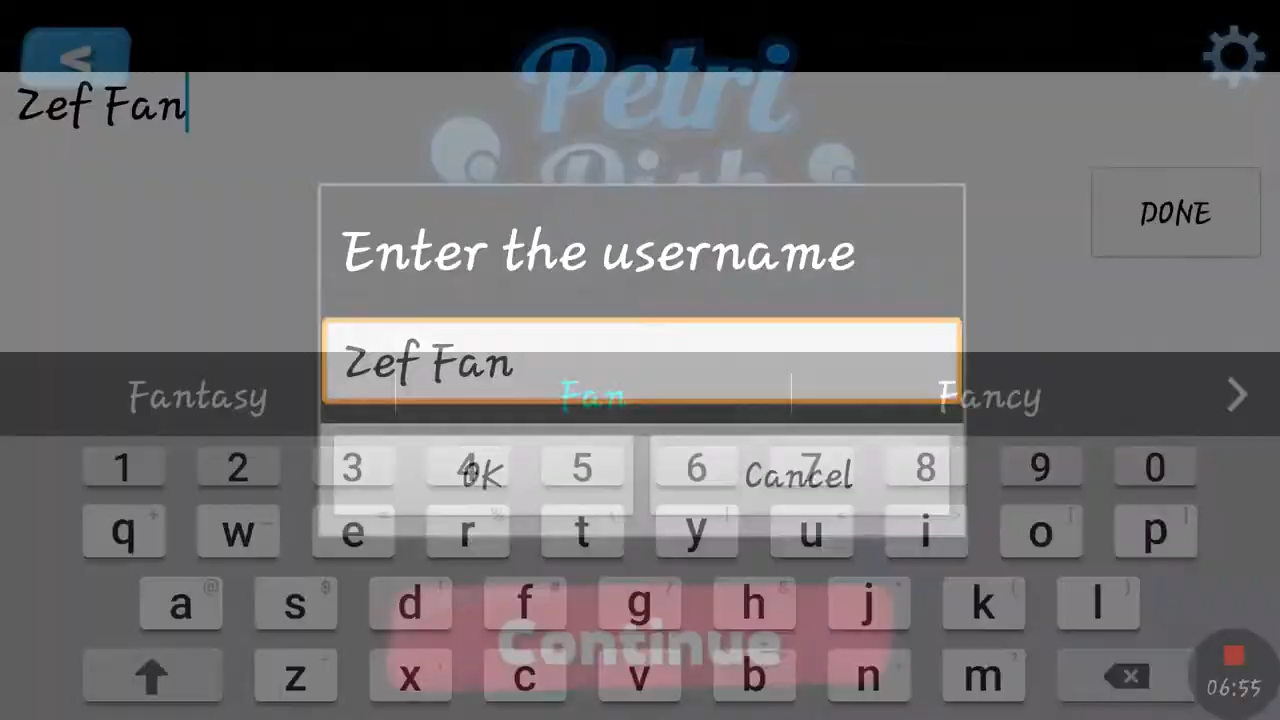 <
Petri
Dish
Zef Fan
DONE
Enter the username
Zef Fan
Fantasy Fan Fancy >
OK Cancel
1 2 3 4 5 6 7 8 9 0
q w e r t y u i o p
a s d f g h j k l
Continue
z x c v b n m
06:55